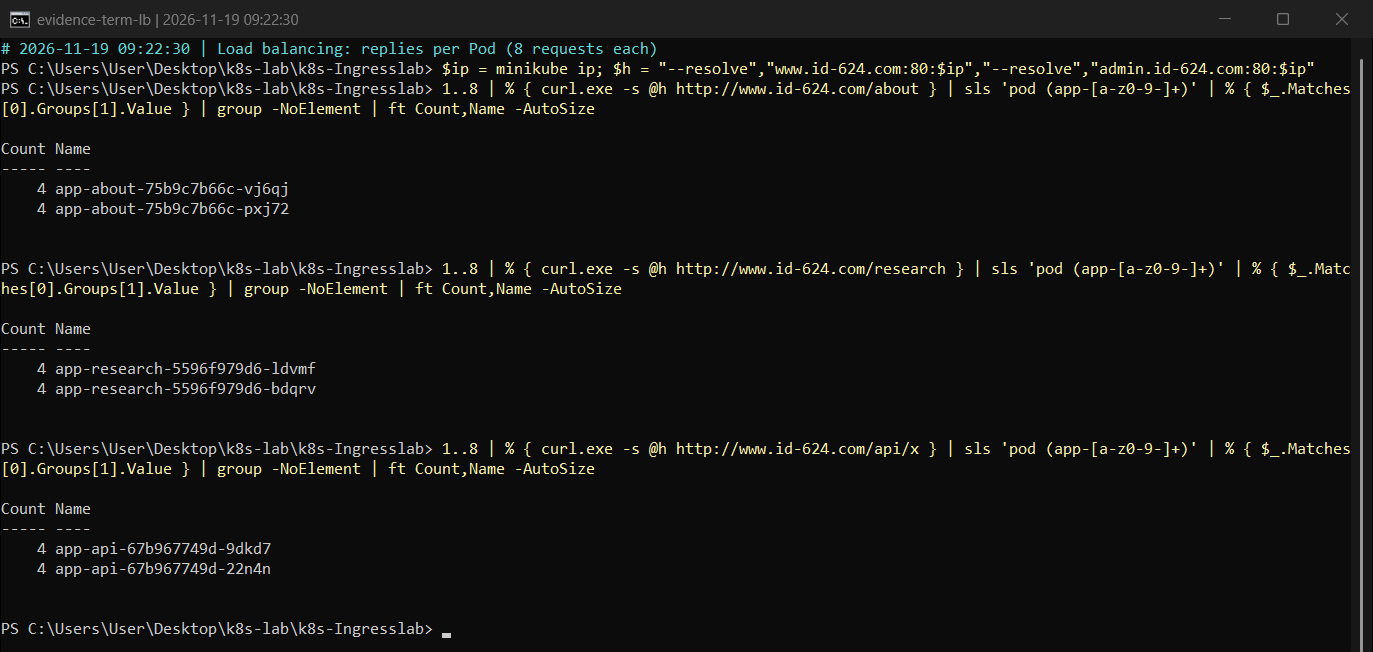 evidence-term-lb | 2026-11-19 09:22:30
# 2026-11-19 09:22:30 | Load balancing: replies per Pod (8 requests each)
PS C:\Users\User\Desktop\k8s-lab\k8s-Ingresslab> $ip = minikube ip; $h = "--resolve","www.id-624.com:80:$ip","--resolve","admin.id-624.com:80:$ip"
PS C:\Users\User\Desktop\k8s-lab\k8s-Ingresslab> 1..8 | % { curl.exe -s @h http://www.id-624.com/about } | sls 'pod (app-[a-z0-9-]+)' | % { $_.Matches
[0].Groups[1].Value } | group -NoElement | ft Count,Name -AutoSize
Count Name
----- ----
    4 app-about-75b9c7b66c-vj6qj
    4 app-about-75b9c7b66c-pxj72
PS C:\Users\User\Desktop\k8s-lab\k8s-Ingresslab> 1..8 | % { curl.exe -s @h http://www.id-624.com/research } | sls 'pod (app-[a-z0-9-]+)' | % { $_.Matc
hes[0].Groups[1].Value } | group -NoElement | ft Count,Name -AutoSize
Count Name
----- ----
    4 app-research-5596f979d6-ldvmf
    4 app-research-5596f979d6-bdqrv
PS C:\Users\User\Desktop\k8s-lab\k8s-Ingresslab> 1..8 | % { curl.exe -s @h http://www.id-624.com/api/x } | sls 'pod (app-[a-z0-9-]+)' | % { $_.Matches
[0].Groups[1].Value } | group -NoElement | ft Count,Name -AutoSize
Count Name
----- ----
    4 app-api-67b967749d-9dkd7
    4 app-api-67b967749d-22n4n
PS C:\Users\User\Desktop\k8s-lab\k8s-Ingresslab>